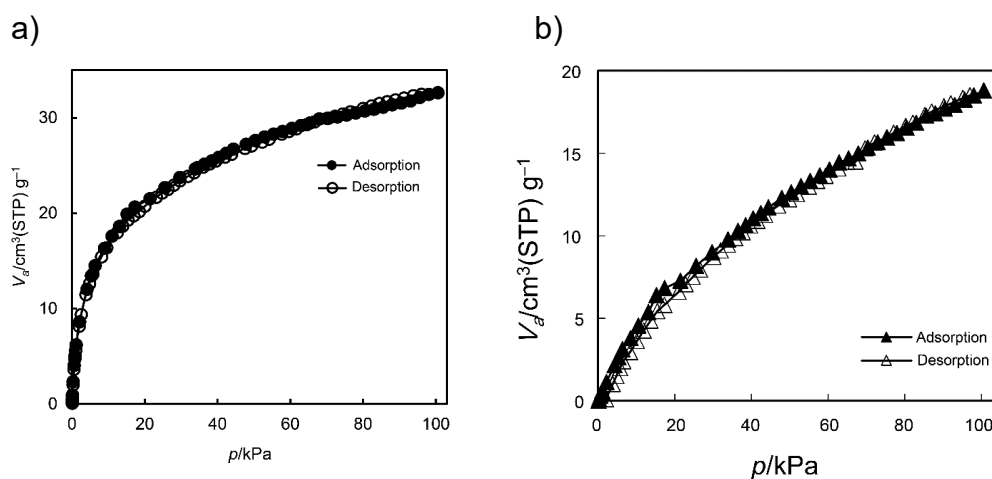 a)
30
20
10
0
0
20
40
60
80
100
Vₐ/cm³(STP) g⁻¹
p/kPa
Adsorption
Desorption
b)
20
15
10
5
0
0
20
40
60
80
100
Vₐ/cm³(STP) g⁻¹
p/kPa
Adsorption
Desorption